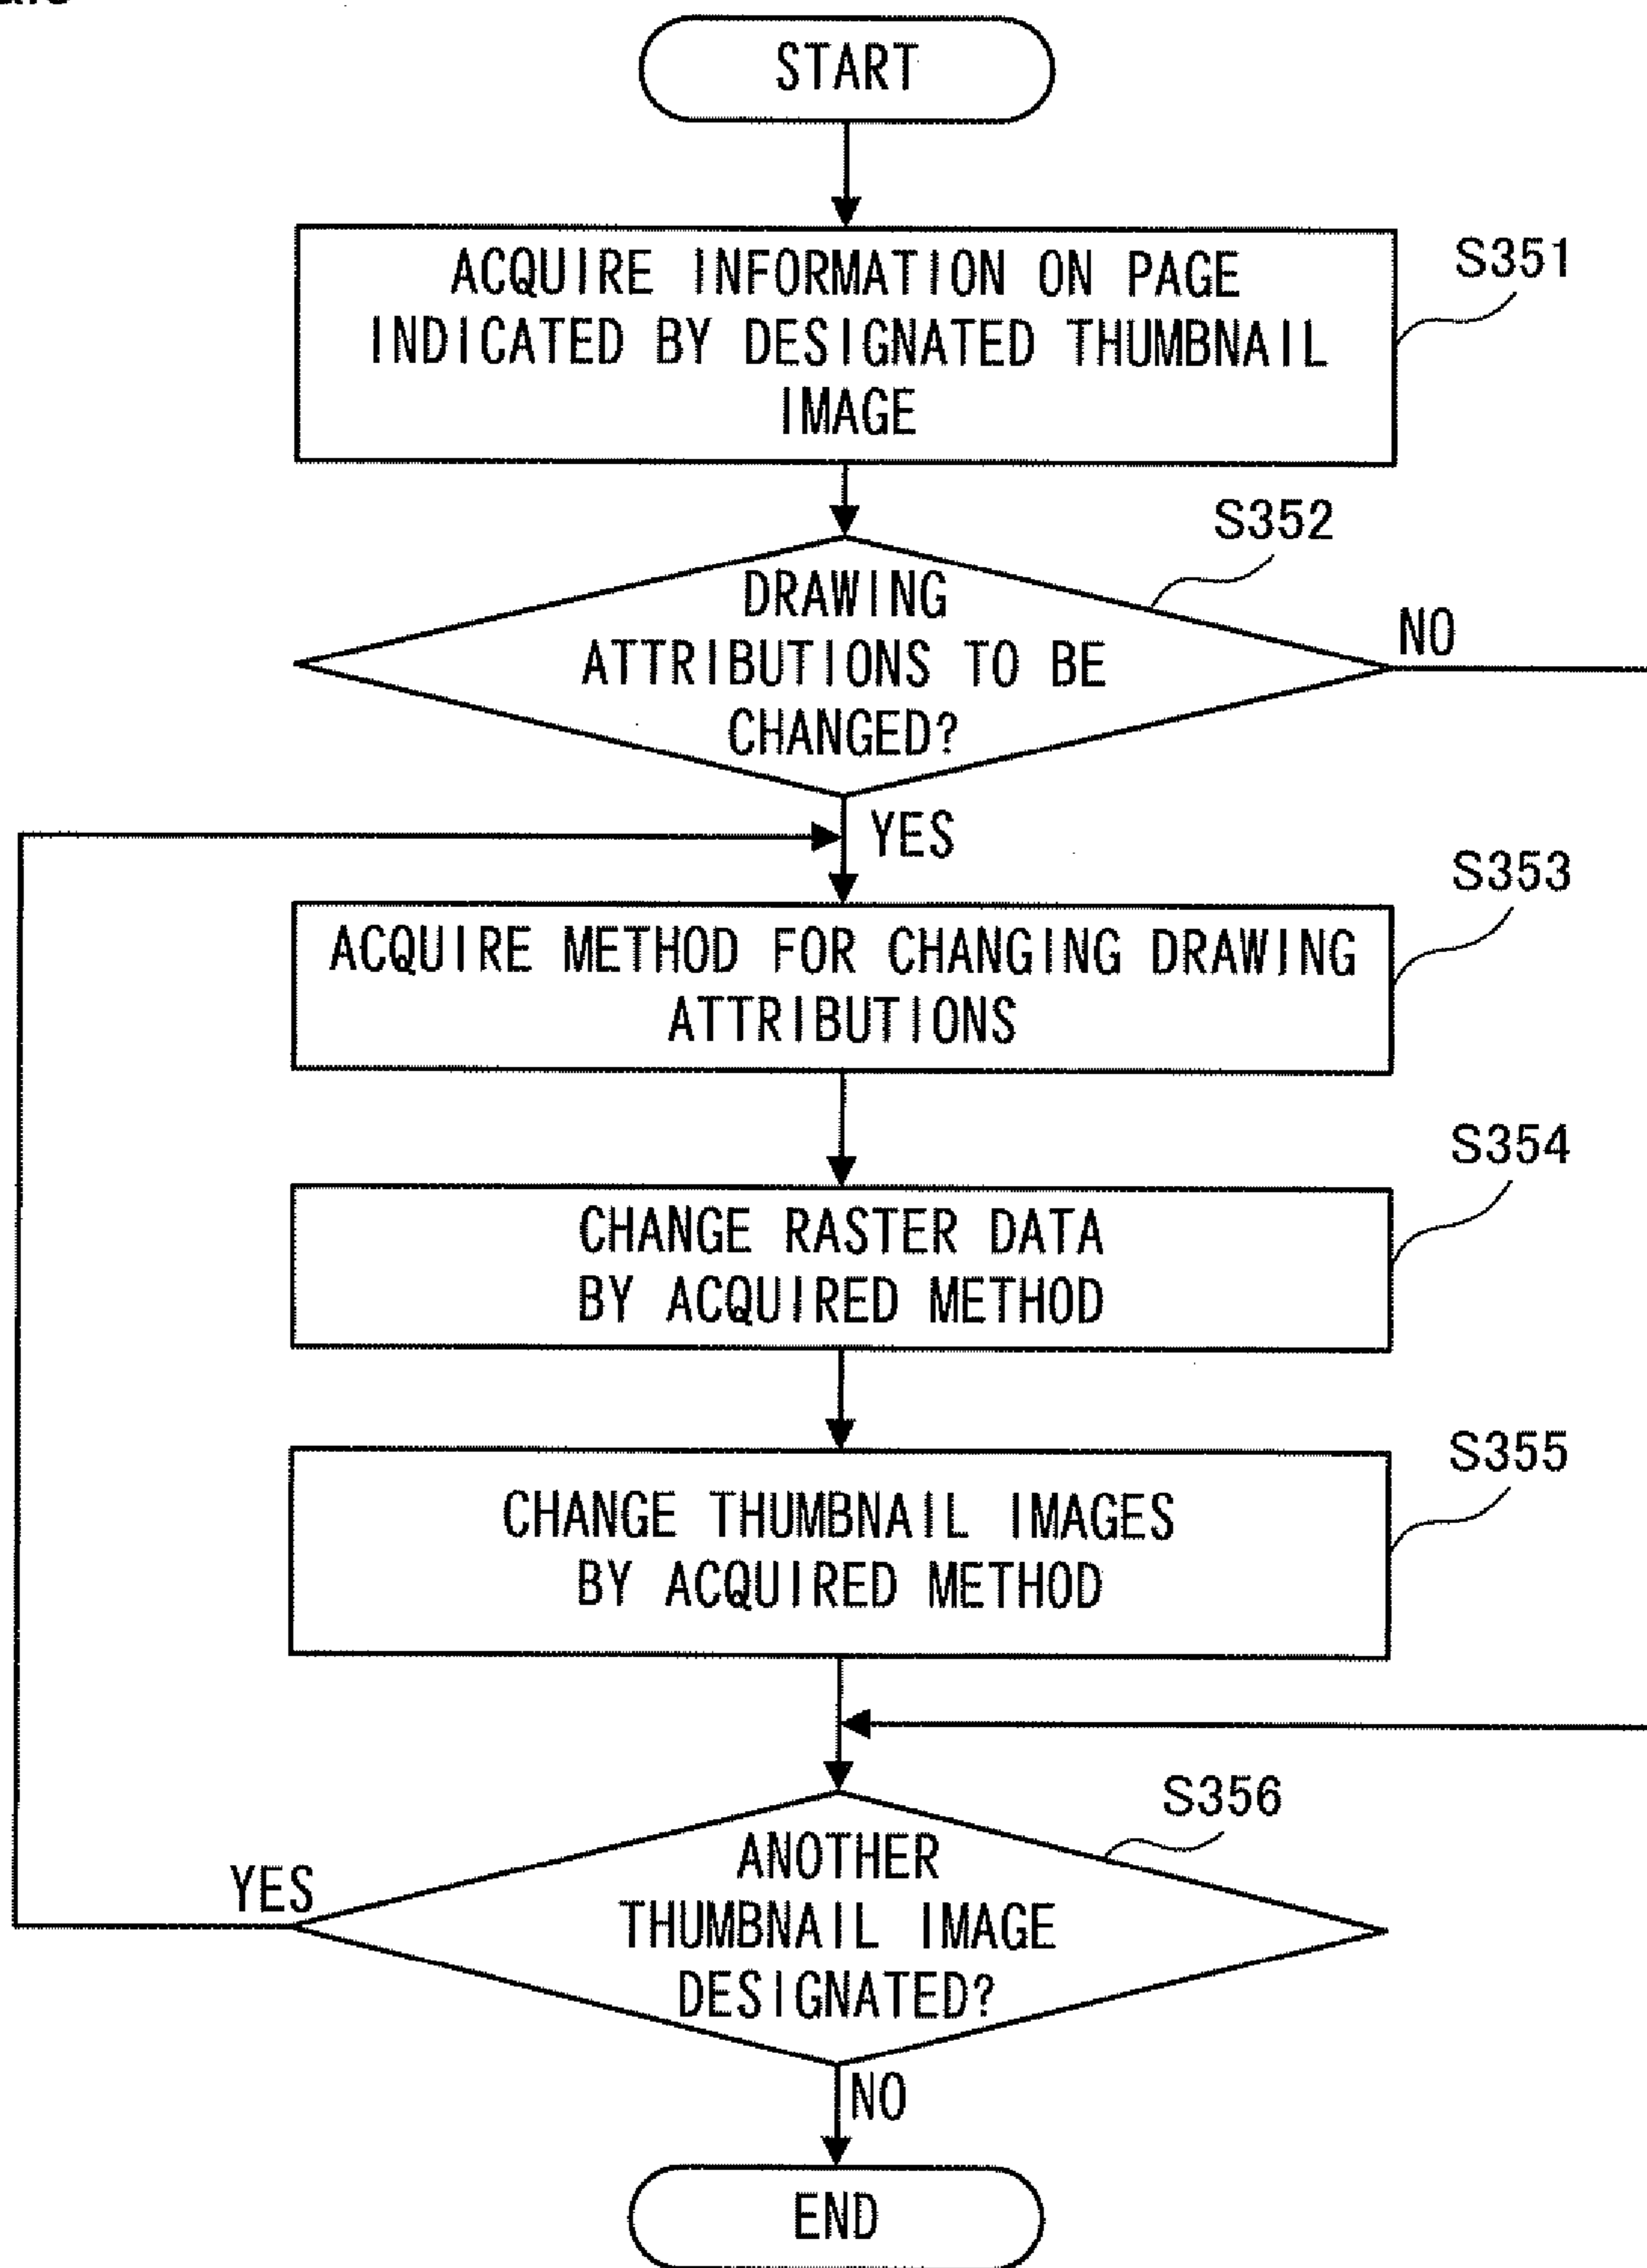 START
ACQUIRE INFORMATION ON PAGE
INDICATED BY DESIGNATED THUMBNAIL
IMAGE
S351
S352
DRAWING
ATTRIBUTIONS TO BE
CHANGED?
NO
YES
S353
ACQUIRE METHOD FOR CHANGING DRAWING
ATTRIBUTIONS
S354
CHANGE RASTER DATA
BY ACQUIRED METHOD
S355
CHANGE THUMBNAIL IMAGES
BY ACQUIRED METHOD
S356
ANOTHER
THUMBNAIL IMAGE
DESIGNATED?
YES
NO
END